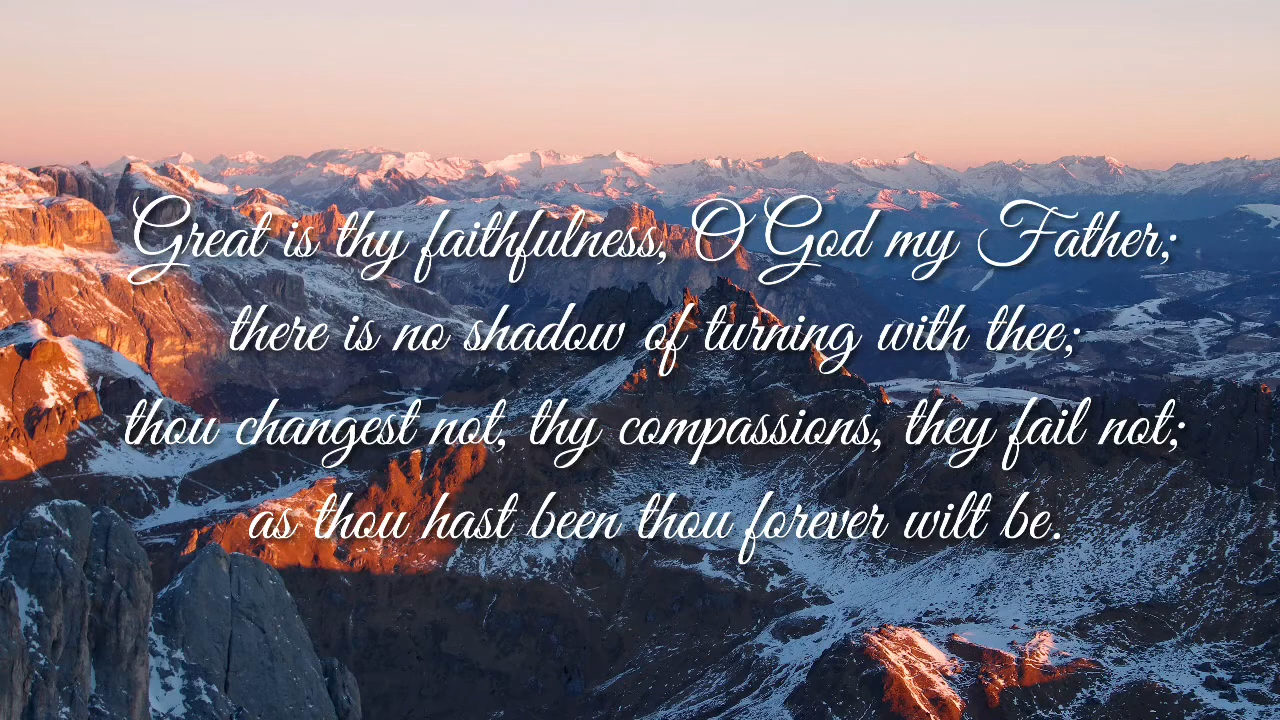 Great is thy faithfulness, O God my Father;
there is no shadow of turning with thee;
thou changest not, thy compassions, they fail not;
as thou hast been thou forever wilt be.